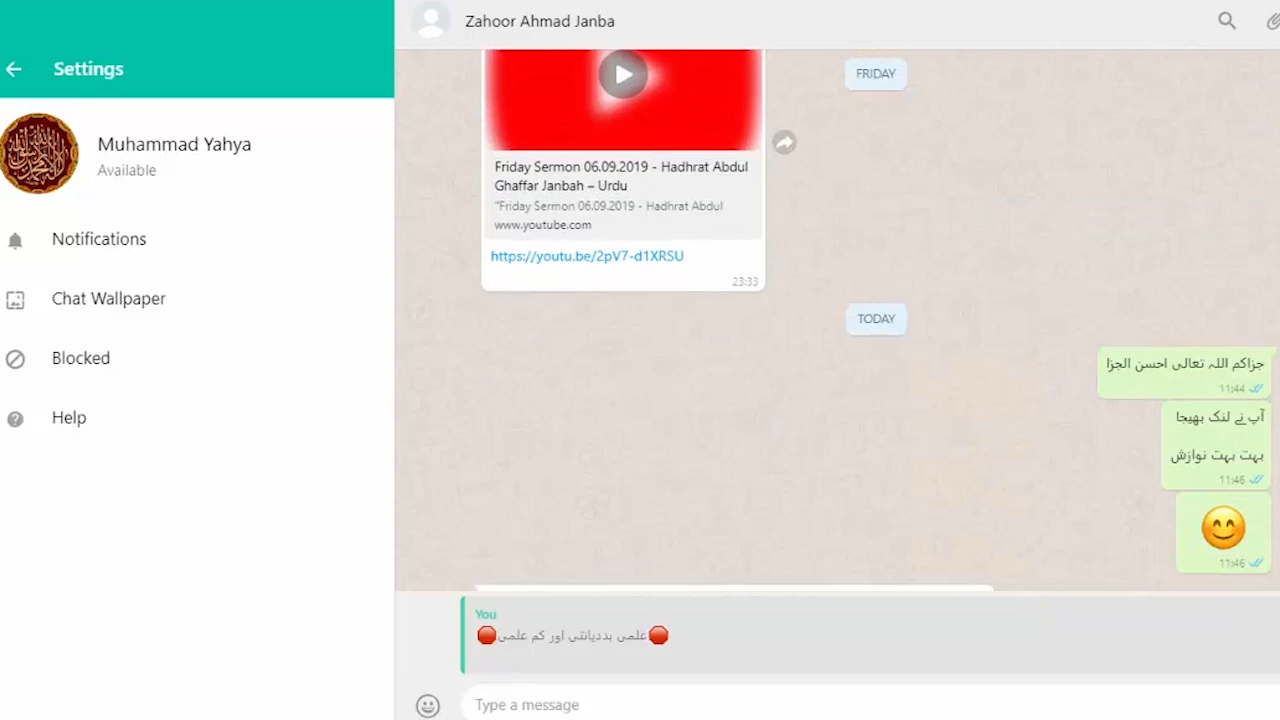 Settings
Muhammad Yahya
Available
Notifications
Chat Wallpaper
Blocked
Help
Zahoor Ahmad Janba
FRIDAY
Friday Sermon 06.09.2019 - Hadhrat Abdul
Ghaffar Janbah – Urdu
"Friday Sermon 06.09.2019 - Hadhrat Abdul
www.youtube.com
https://youtu.be/2pV7-d1XRSU
23:33
TODAY
جزاکم اللہ تعالی احسن الجزا
11:44
آپ نے لنک بھیجا
بہت بہت نوازش
11:46
😊
11:46
You
🛑علمی بددیانتی اور کم علمی🛑
Type a message